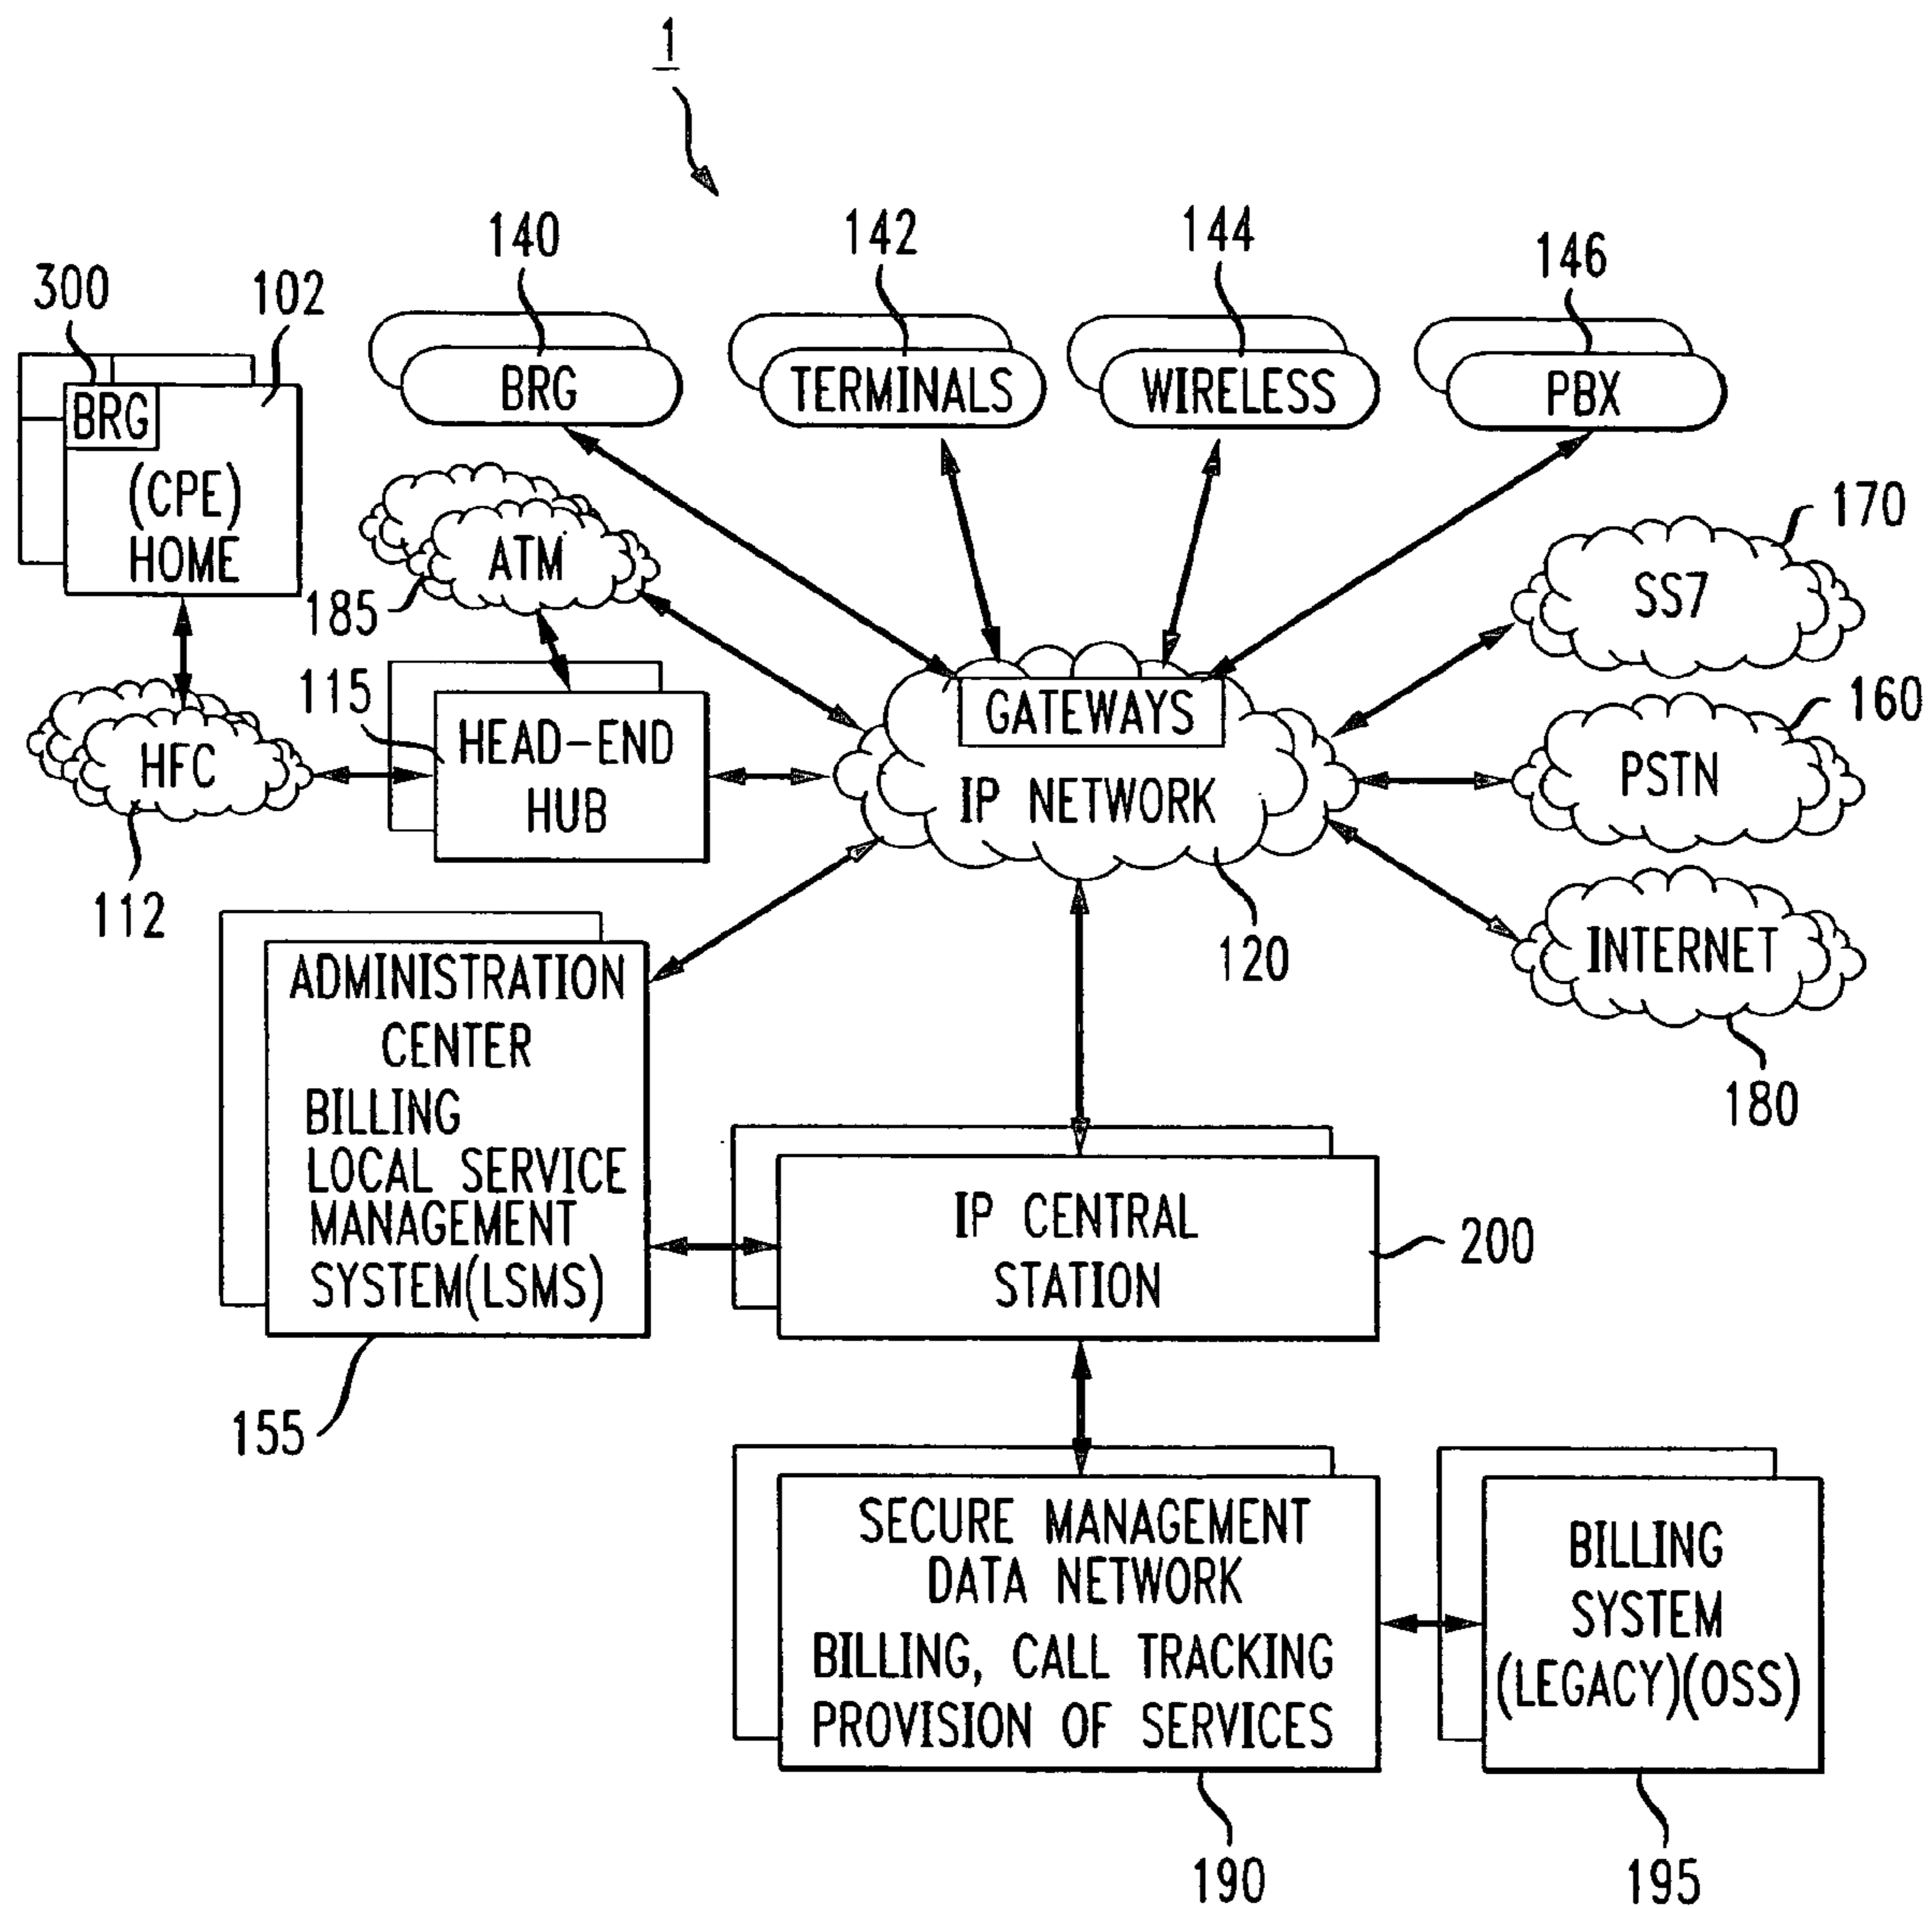 1
140
142
144
146
300
102
BRG
TERMINALS
WIRELESS
PBX
BRG
(CPE)
HOME
170
ATM
SS7
185
115
160
GATEWAYS
HEAD-END
HUB
HFC
IP NETWORK
PSTN
112
120
INTERNET
180
ADMINISTRATION
CENTER
BILLING
LOCAL SERVICE
MANAGEMENT
SYSTEM(LSMS)
IP CENTRAL
STATION
200
155
SECURE MANAGEMENT
DATA NETWORK
BILLING, CALL TRACKING
PROVISION OF SERVICES
BILLING
SYSTEM
(LEGACY)(OSS)
190
195